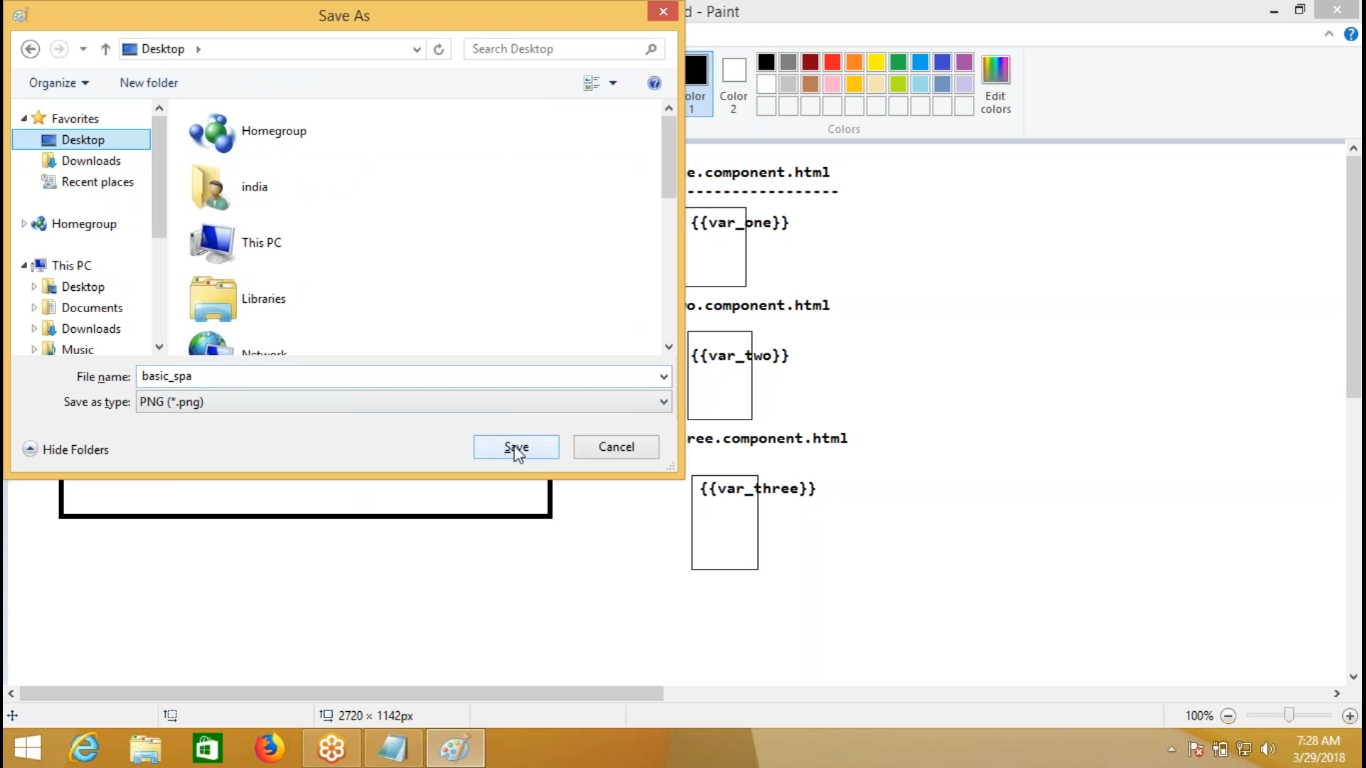 Save As
d - Paint
Desktop
Search Desktop
Organize
New folder
Favorites
Desktop
Downloads
Recent places
Homegroup
This PC
Desktop
Documents
Downloads
Music
Homegroup
india
This PC
Libraries
Network
File name: basic_spa
Save as type: PNG (*.png)
Hide Folders
Save
Cancel
olor
1
Color
2
Edit
colors
Colors
e.component.html
-----------------
{{var_one}}
o.component.html
{{var_two}}
ree.component.html
{{var_three}}
2720 × 1142px
100%
7:28 AM
3/29/2018